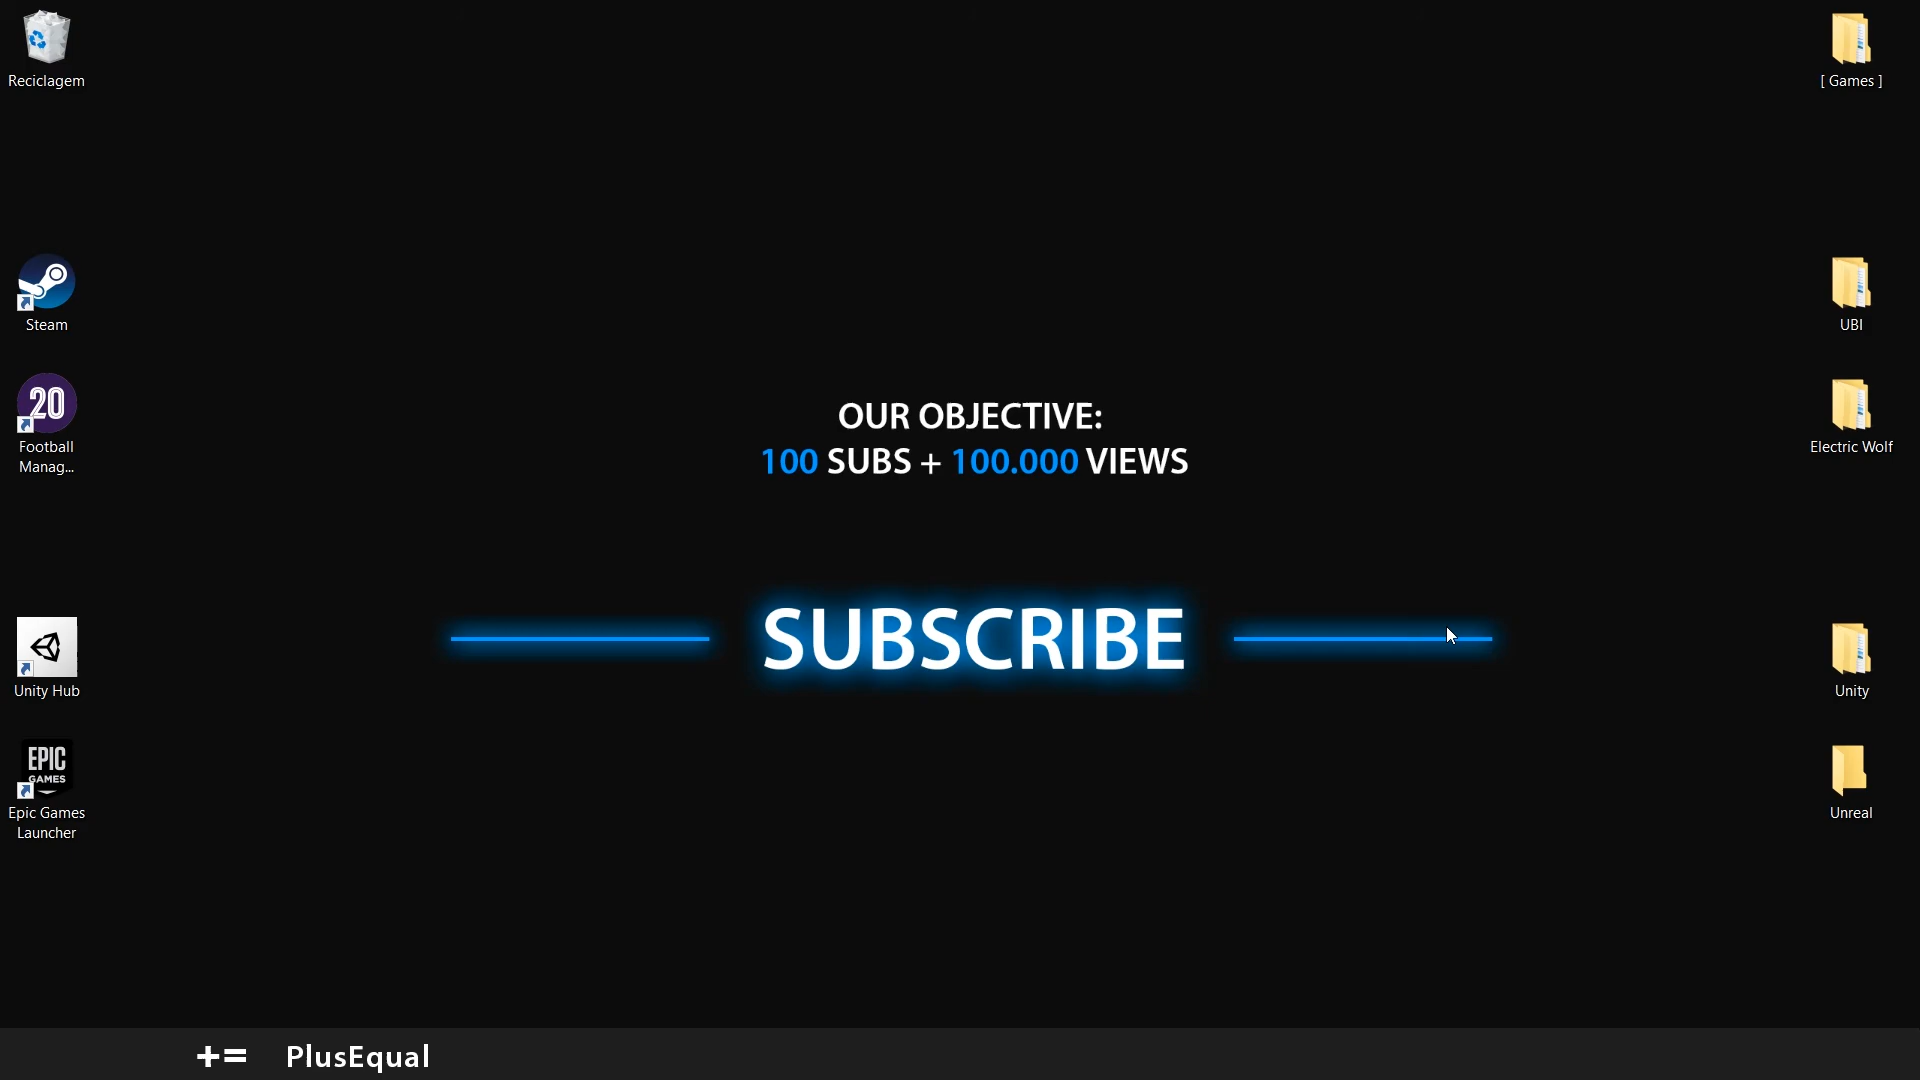 Reciclagem
[ Games ]
Steam
UBI
20
Football
Manag...
Electric Wolf
OUR OBJECTIVE:
100 SUBS + 100.000 VIEWS
SUBSCRIBE
Unity Hub
Unity
EPIC
GAMES
Epic Games
Launcher
Unreal
+= PlusEqual